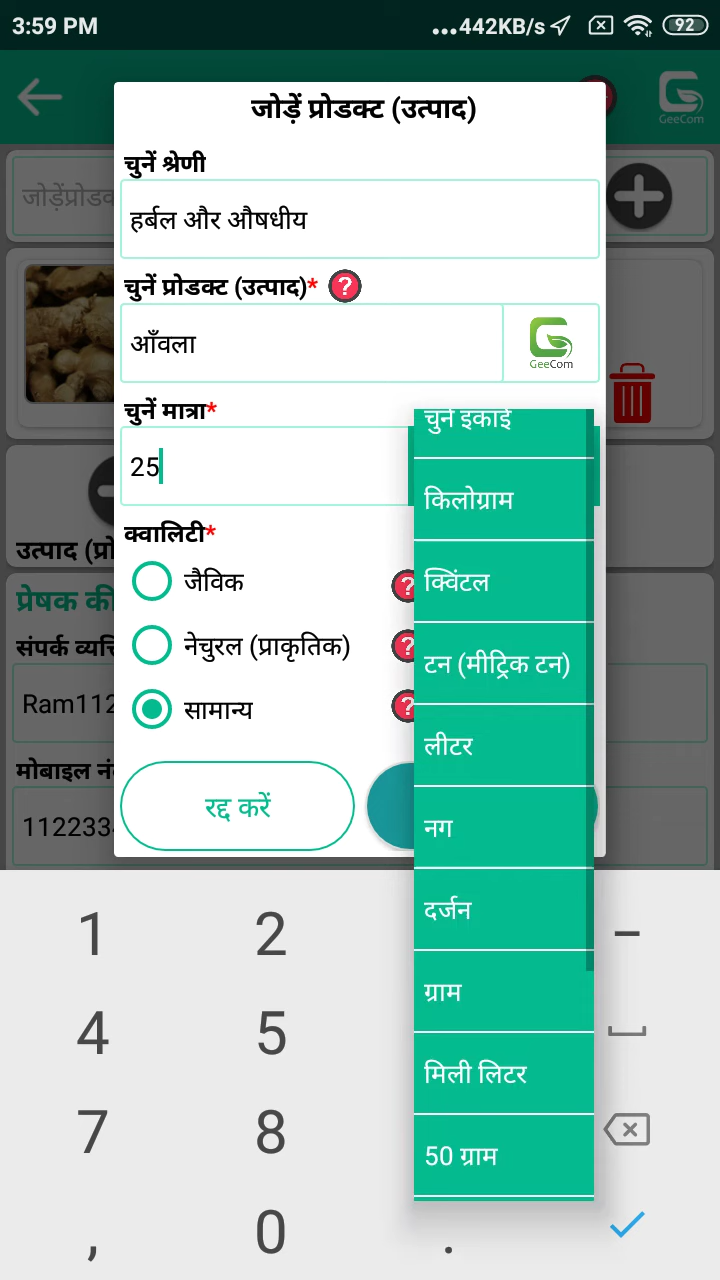 3:59 PM
...442KB/s
92
जोड़ें प्रोडक्ट (उत्पाद)
GeeCom
चुनें श्रेणी
जोड़ेंप्रोडक
हर्बल और औषधीय
चुनें प्रोडक्ट (उत्पाद)* ?
आँवला
GeeCom
चुनें मात्रा*
चुनें इकाई
25
किलोग्राम
क्वालिटी*
जैविक ?
क्विंटल
नेचुरल (प्राकृतिक) ?
टन (मीट्रिक टन)
सामान्य ?
लीटर
उत्पाद (प्रो
प्रेषक की
संपर्क व्यक्ति
Ram112
मोबाइल नं
112233
रद्द करें
नग
दर्जन
ग्राम
मिली लिटर
50 ग्राम
1 2 –
4 5
7 8
, 0 .